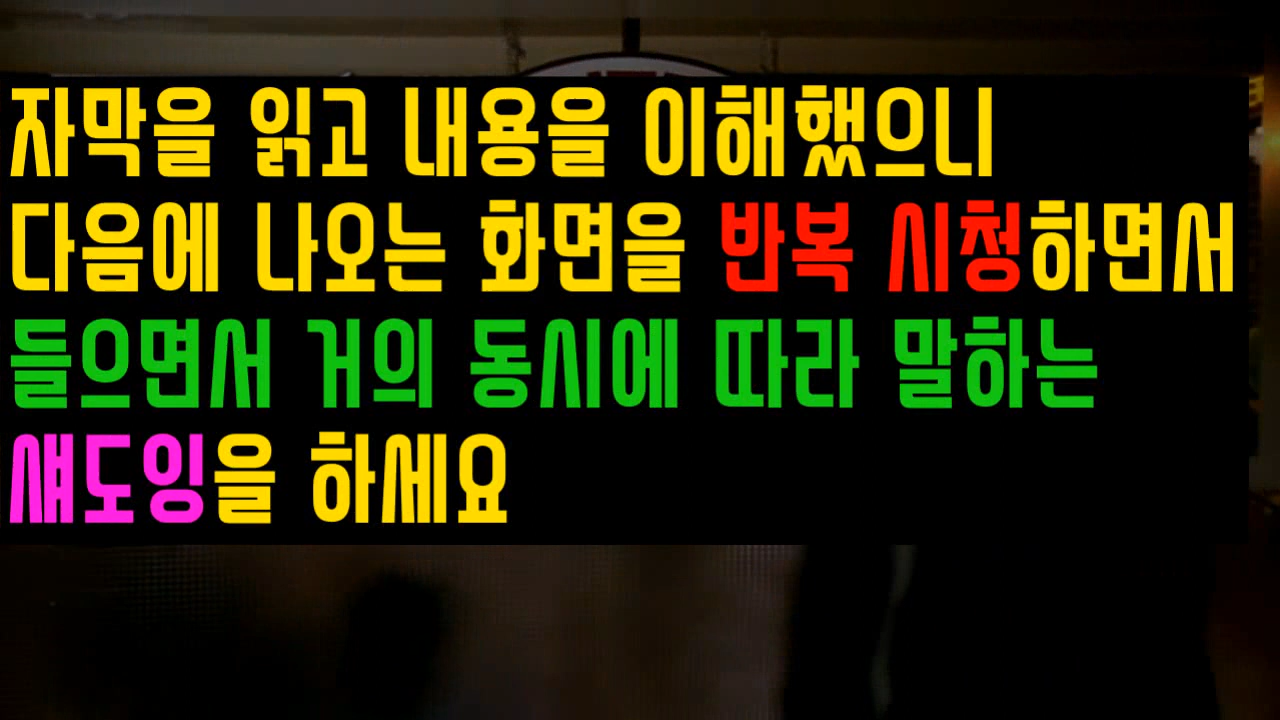 자막을 읽고 내용을 이해했으니
다음에 나오는 화면을 반복 시청하면서
들으면서 거의 동시에 따라 말하는
섀도잉을 하세요